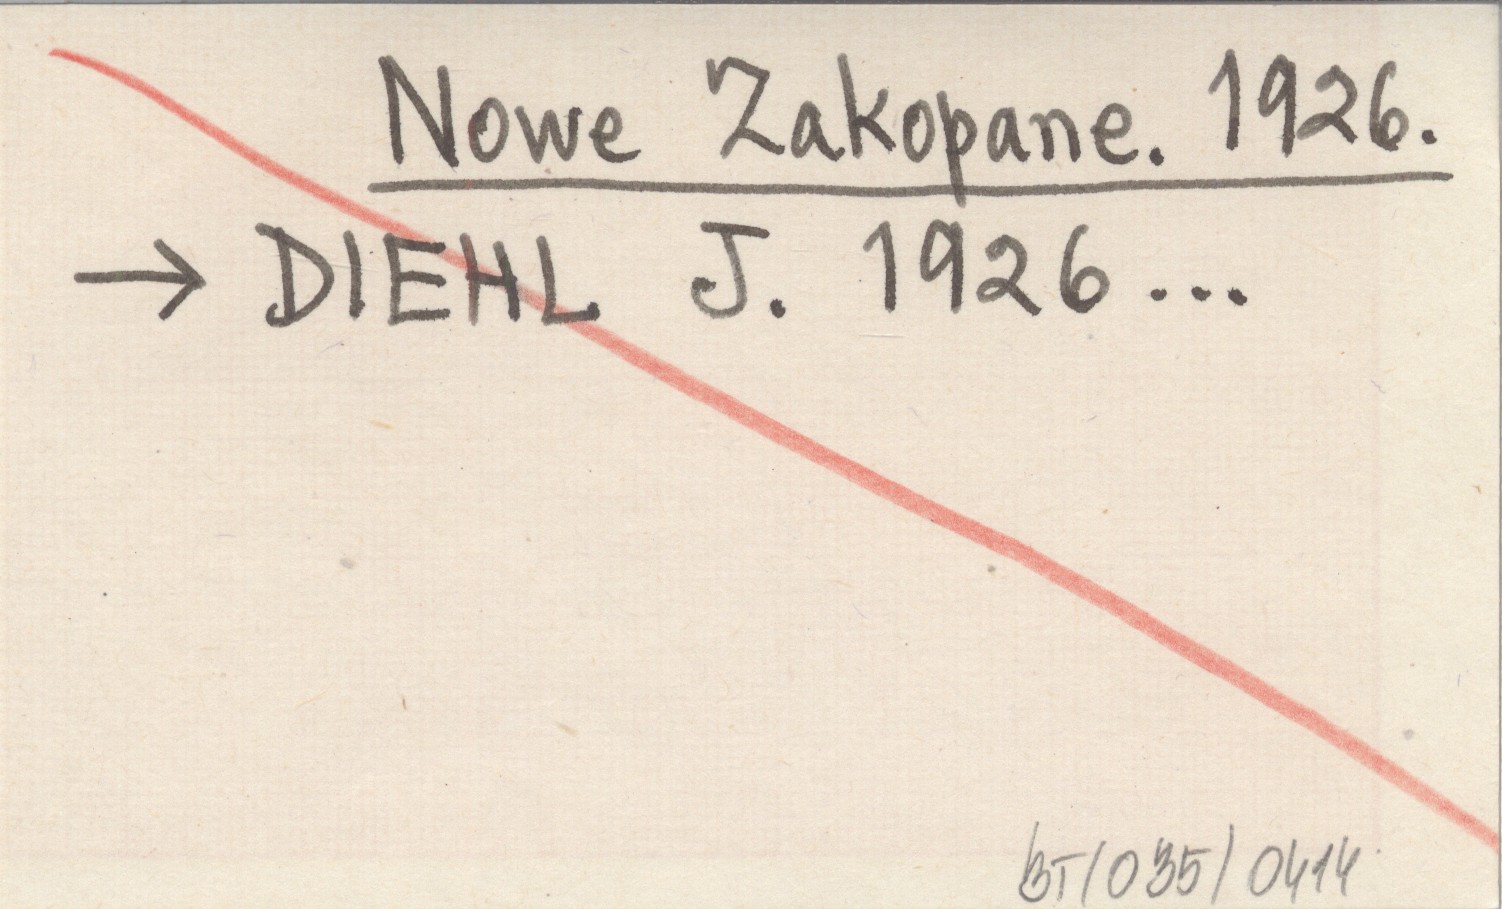 Nowe Zakopane. 1926.
→ DIEHL J. 1926...
BT/035/0414